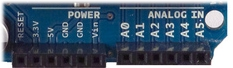 POWER
ANALOG IN
RESET
3.3V
5V
GND
GND
Vin
A0
A1
A2
A3
A4
A5